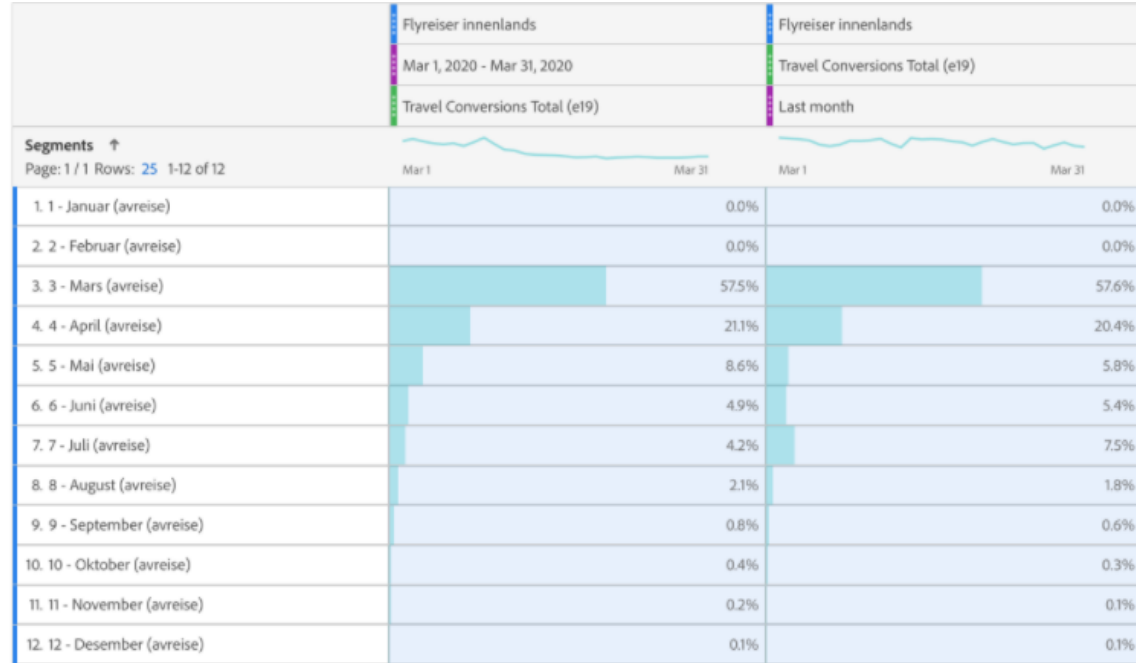 Flyreiser innenlands Flyreiser innenlands
Mar 1, 2020 - Mar 31, 2020 Travel Conversions Total (e19)
Travel Conversions Total (e19) Last month
Segments ↑
Page: 1 / 1 Rows: 25 1-12 of 12
Mar 1 Mar 31 Mar 1 Mar 31
1. 1 - Januar (avreise) 0.0% 0.0%
2. 2 - Februar (avreise) 0.0% 0.0%
3. 3 - Mars (avreise) 57.5% 57.6%
4. 4 - April (avreise) 21.1% 20.4%
5. 5 - Mai (avreise) 8.6% 5.8%
6. 6 - Juni (avreise) 4.9% 5.4%
7. 7 - Juli (avreise) 4.2% 7.5%
8. 8 - August (avreise) 2.1% 1.8%
9. 9 - September (avreise) 0.8% 0.6%
10. 10 - Oktober (avreise) 0.4% 0.3%
11. 11 - November (avreise) 0.2% 0.1%
12. 12 - Desember (avreise) 0.1% 0.1%